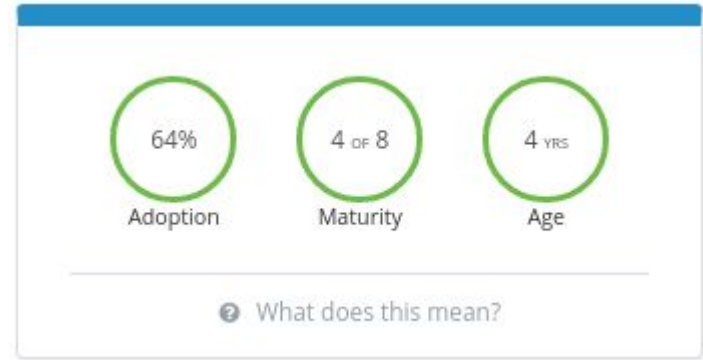 64%
4 OF 8
4 YRS
Adoption
Maturity
Age
? What does this mean?